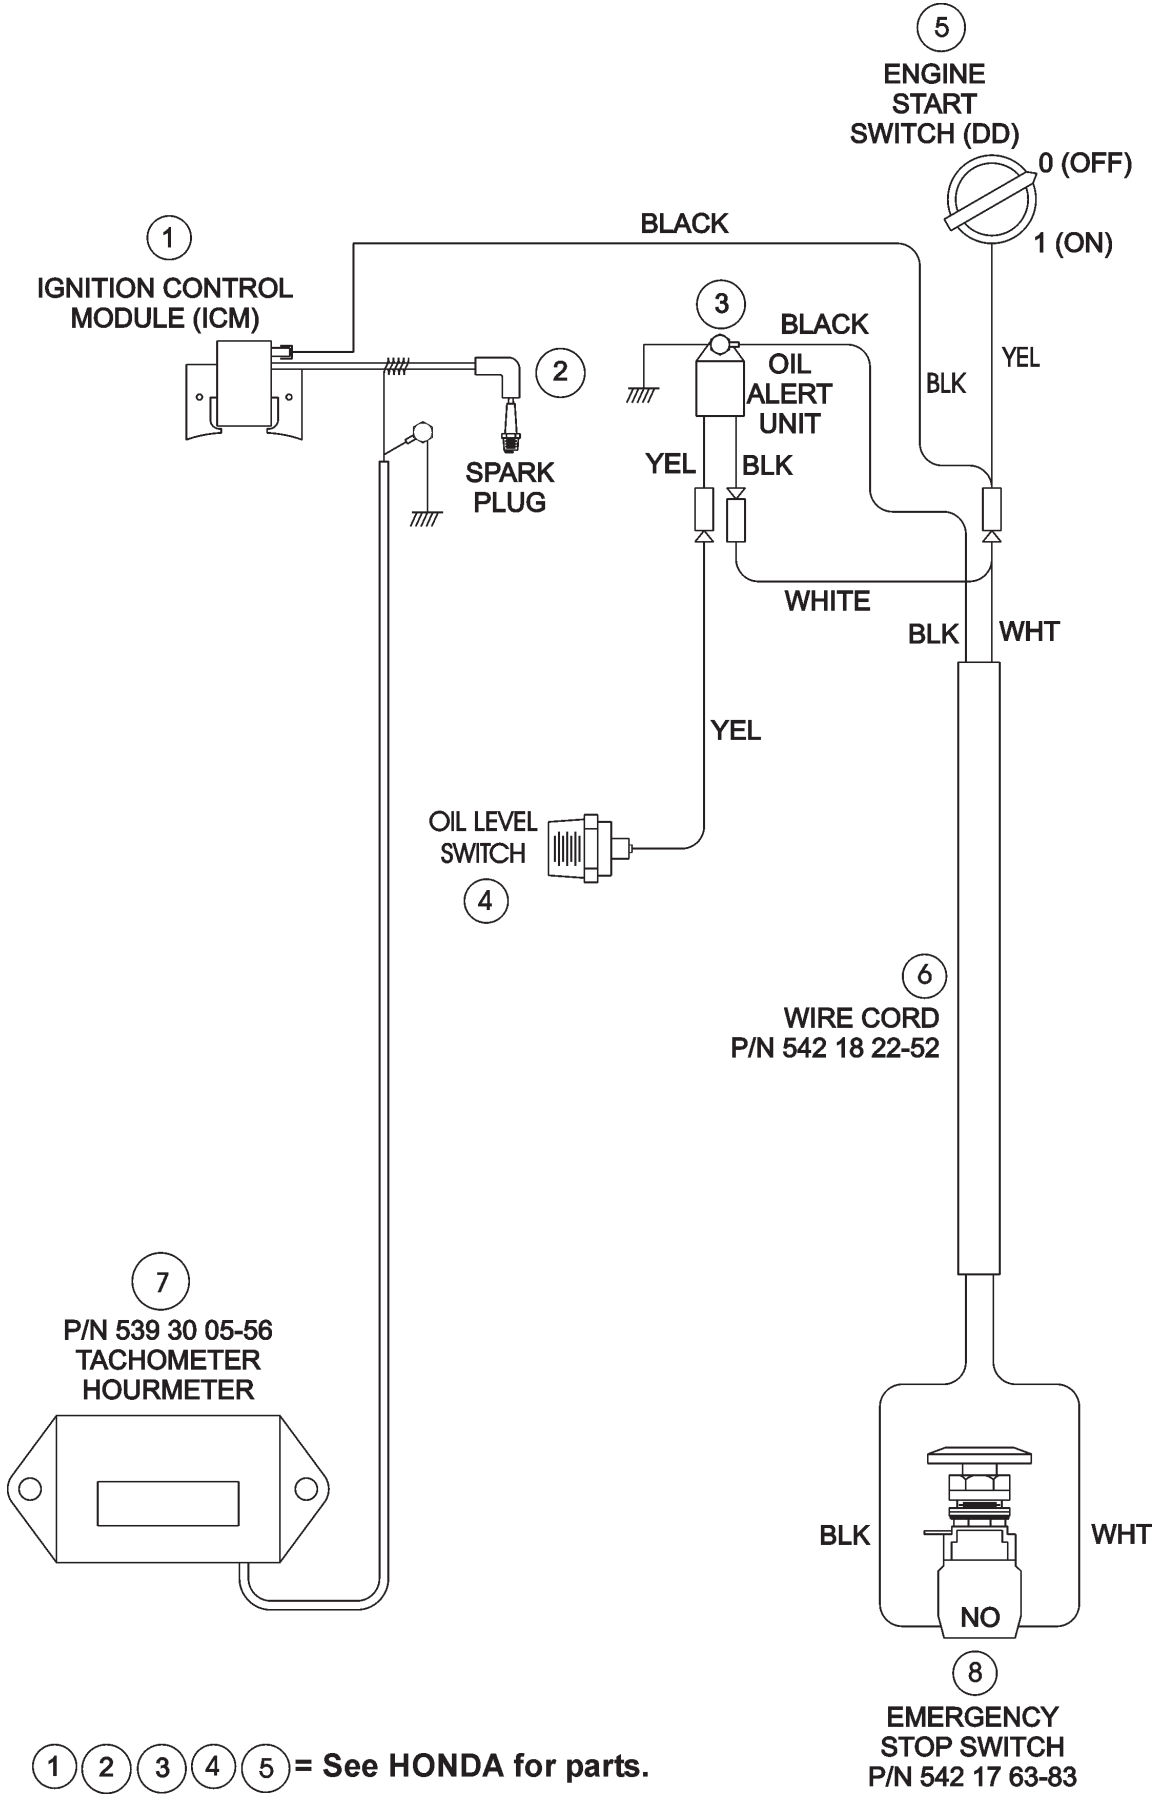 5
ENGINE
START
SWITCH (DD)
0 (OFF)
1 (ON)
BLACK
1
IGNITION CONTROL
MODULE (ICM)
3
BLACK
OIL
ALERT
UNIT
YEL
BLK
2
SPARK
PLUG
YEL
BLK
WHITE
BLK
WHT
YEL
OIL LEVEL
SWITCH
4
6
WIRE CORD
P/N 542 18 22-52
7
P/N 539 30 05-56
TACHOMETER
HOURMETER
BLK
WHT
NO
8
EMERGENCY
STOP SWITCH
P/N 542 17 63-83
1 2 3 4 5 = See HONDA for parts.